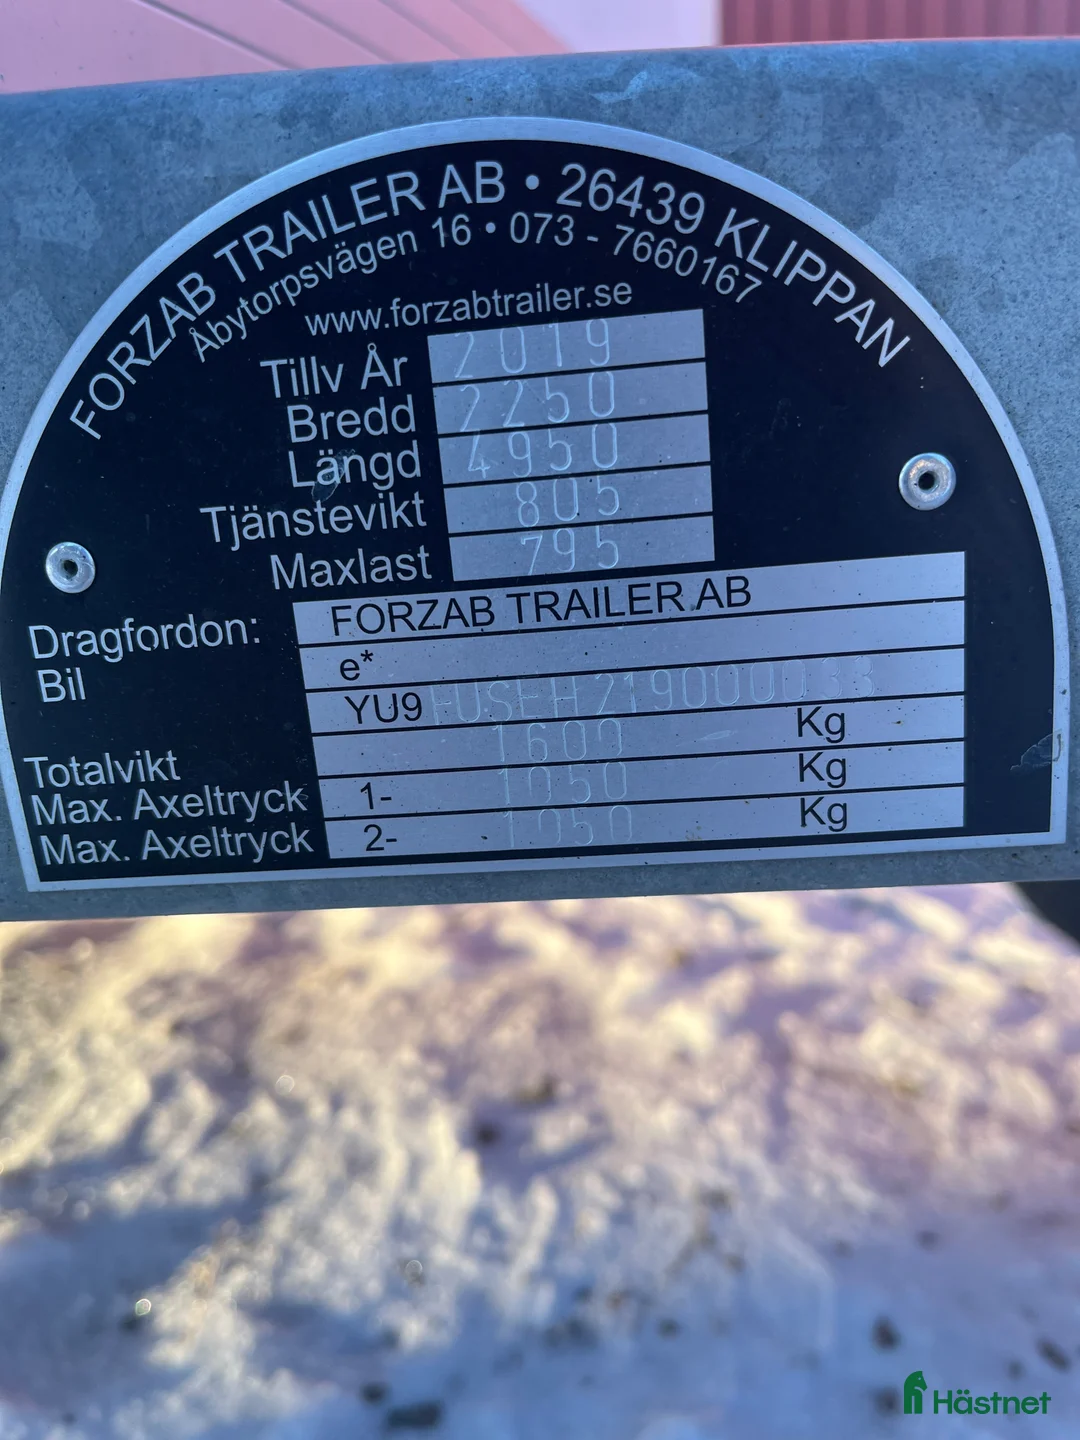 FORZAB TRAILER AB • 26439 KLIPPAN
Åbytorpsvägen 16 • 073 - 7660167
www.forzabtrailer.se
Tillv År 2019
Bredd 2250
Längd 4950
Tjänstevikt 805
Maxlast 795
Dragfordon: FORZAB TRAILER AB
Bil e*
YU9FUSEH219000033
Totalvikt 1600 Kg
Max. Axeltryck 1- 1050 Kg
Max. Axeltryck 2- 1050 Kg
Hästnet